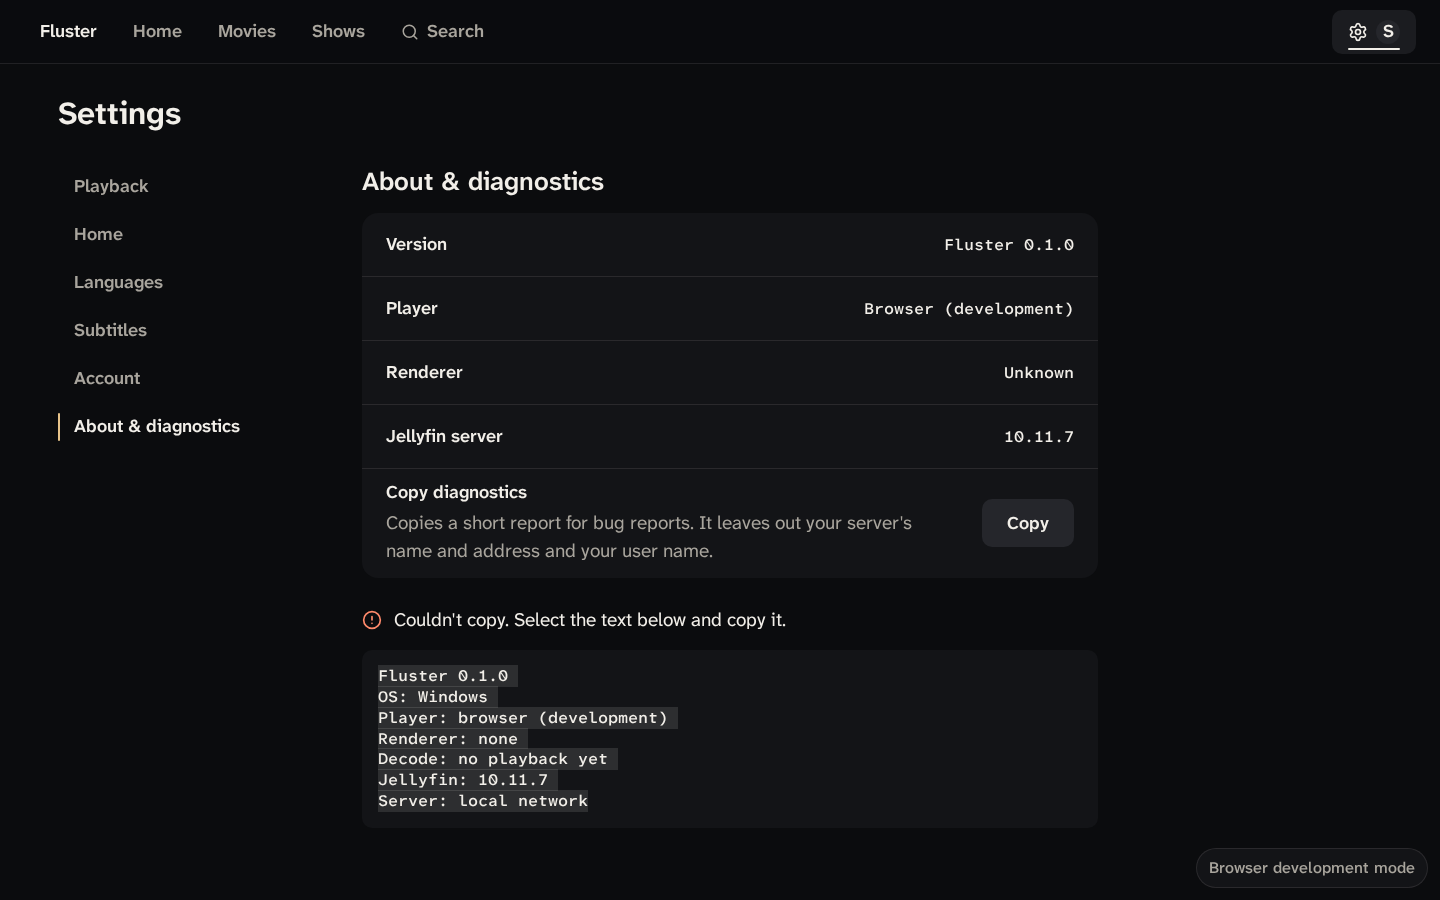 Fluster Home Movies Shows Search S
Settings
Playback
Home
Languages
Subtitles
Account
About & diagnostics
About & diagnostics
Version Fluster 0.1.0
Player Browser (development)
Renderer Unknown
Jellyfin server 10.11.7
Copy diagnostics
Copies a short report for bug reports. It leaves out your server's
name and address and your user name.
Copy
Couldn't copy. Select the text below and copy it.
Fluster 0.1.0
OS: Windows
Player: browser (development)
Renderer: none
Decode: no playback yet
Jellyfin: 10.11.7
Server: local network
Browser development mode